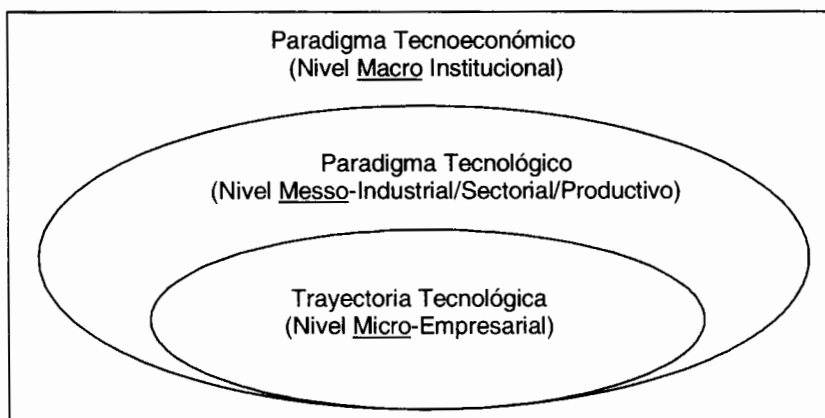 Paradigma Tecnoeconómico
(Nivel Macro Institucional)
Paradigma Tecnológico
(Nivel Messo-Industrial/Sectorial/Productivo)
Trayectoria Tecnológica
(Nivel Micro-Empresarial)